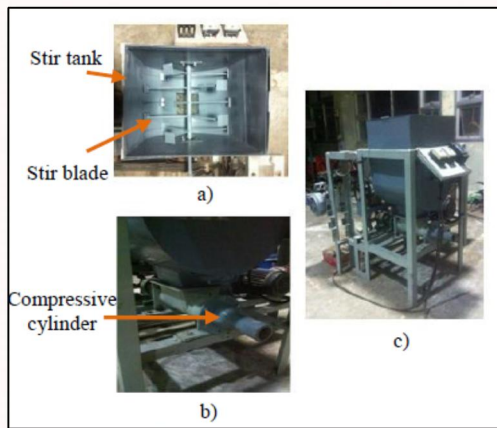 Stir tank
Stir blade
a)
Compressive
cylinder
b)
c)